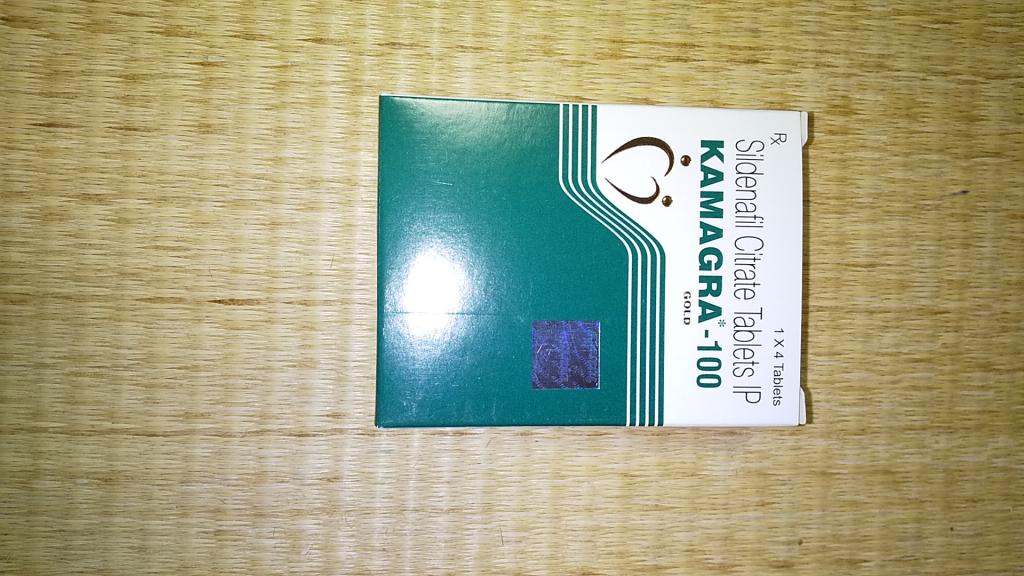 Rx 1 X 4 Tablets
Sildenafil Citrate Tablets IP
KAMAGRA*-100
GOLD